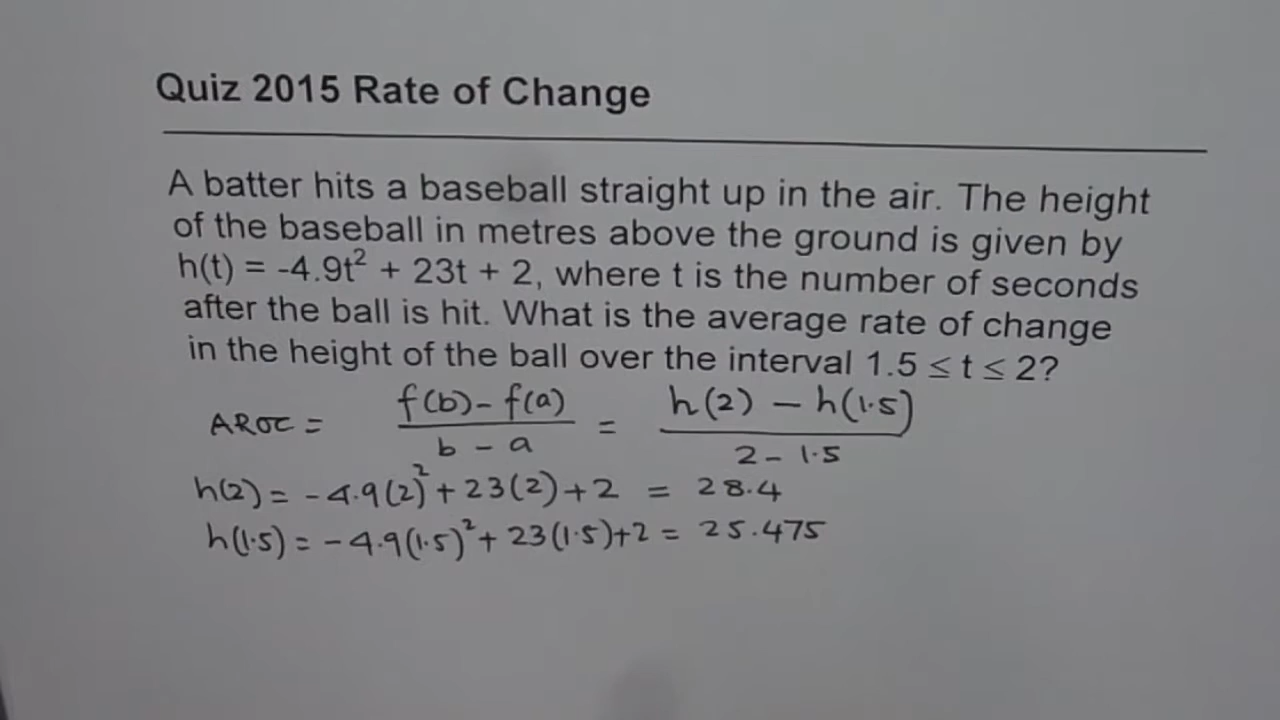 Quiz 2015 Rate of Change
A batter hits a baseball straight up in the air. The height
of the baseball in metres above the ground is given by
h(t) = -4.9t² + 23t + 2, where t is the number of seconds
after the ball is hit. What is the average rate of change
in the height of the ball over the interval 1.5 ≤ t ≤ 2?
AROC = f(b) - f(a) / b - a = h(2) - h(1.5) / 2 - 1.5
h(2) = -4.9(2)² + 23(2) + 2 = 28.4
h(1.5) = -4.9(1.5)² + 23(1.5) + 2 = 25.475